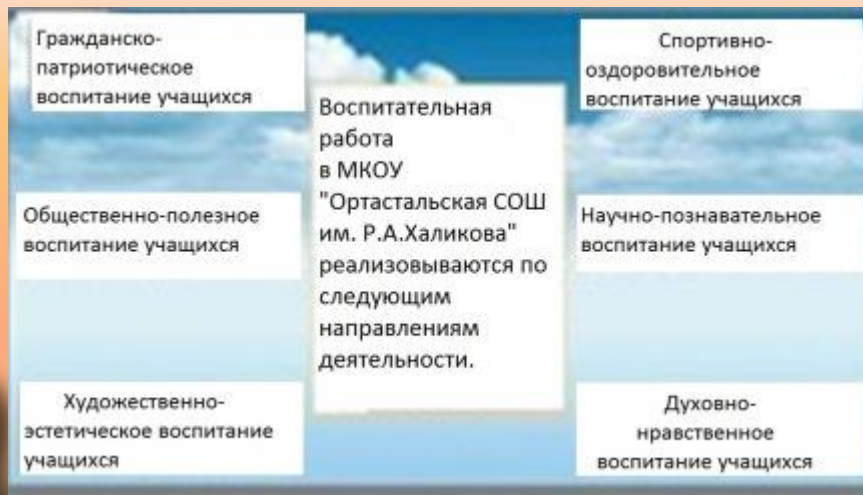 Гражданско-
патриотическое
воспитание учащихся
Общественно-полезное
воспитание учащихся
Художественно-
эстетическое воспитание
учащихся
Воспитательная
работа
в МКОУ
"Ортастальская СОШ
им. Р.А.Халикова"
реализовываются по
следующим
направлениям
деятельности.
Спортивно-
оздоровительное
воспитание учащихся
Научно-познавательное
воспитание учащихся
Духовно-
нравственное
воспитание учащихся